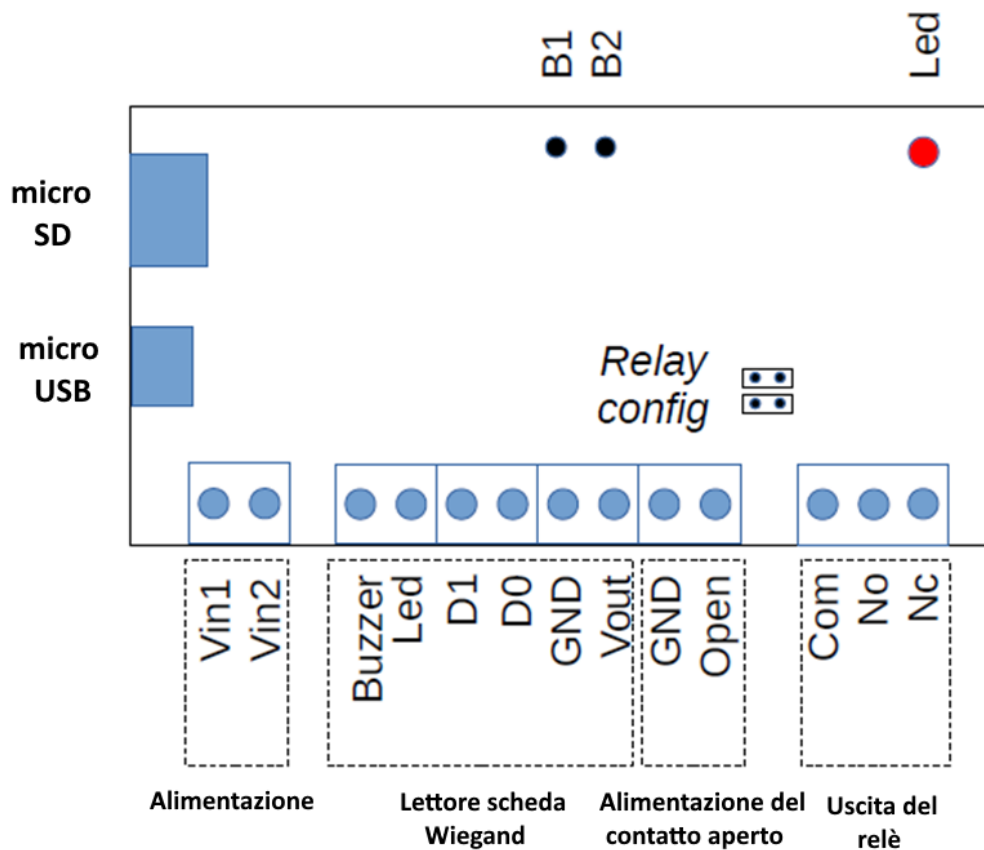 B1
B2
Led
micro
SD
micro
USB
Relay
config
Vin1
Vin2
Buzzer
Led
D1
D0
GND
Vout
GND
Open
Com
No
Nc
Alimentazione
Lettore scheda
Wiegand
Alimentazione del
contatto aperto
Uscita del
relè